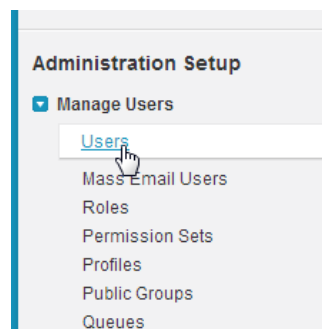 Administration Setup
Manage Users
Users
Mass Email Users
Roles
Permission Sets
Profiles
Public Groups
Queues